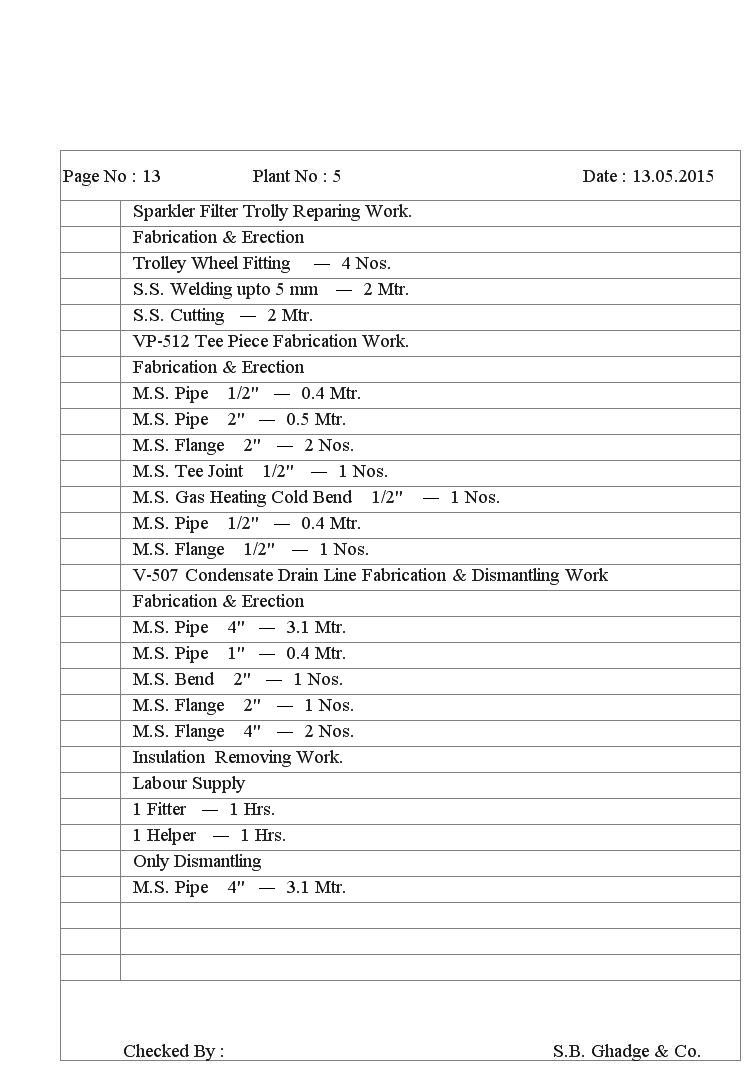 Page No : 13 Plant No : 5 Date : 13.05.2015
Sparkler Filter Trolly Reparing Work.
Fabrication & Erection
Trolley Wheel Fitting — 4 Nos.
S.S. Welding upto 5 mm — 2 Mtr.
S.S. Cutting — 2 Mtr.
VP-512 Tee Piece Fabrication Work.
Fabrication & Erection
M.S. Pipe 1/2" — 0.4 Mtr.
M.S. Pipe 2" — 0.5 Mtr.
M.S. Flange 2" — 2 Nos.
M.S. Tee Joint 1/2" — 1 Nos.
M.S. Gas Heating Cold Bend 1/2" — 1 Nos.
M.S. Pipe 1/2" — 0.4 Mtr.
M.S. Flange 1/2" — 1 Nos.
V-507 Condensate Drain Line Fabrication & Dismantling Work
Fabrication & Erection
M.S. Pipe 4" — 3.1 Mtr.
M.S. Pipe 1" — 0.4 Mtr.
M.S. Bend 2" — 1 Nos.
M.S. Flange 2" — 1 Nos.
M.S. Flange 4" — 2 Nos.
Insulation Removing Work.
Labour Supply
1 Fitter — 1 Hrs.
1 Helper — 1 Hrs.
Only Dismantling
M.S. Pipe 4" — 3.1 Mtr.
Checked By : S.B. Ghadge & Co.